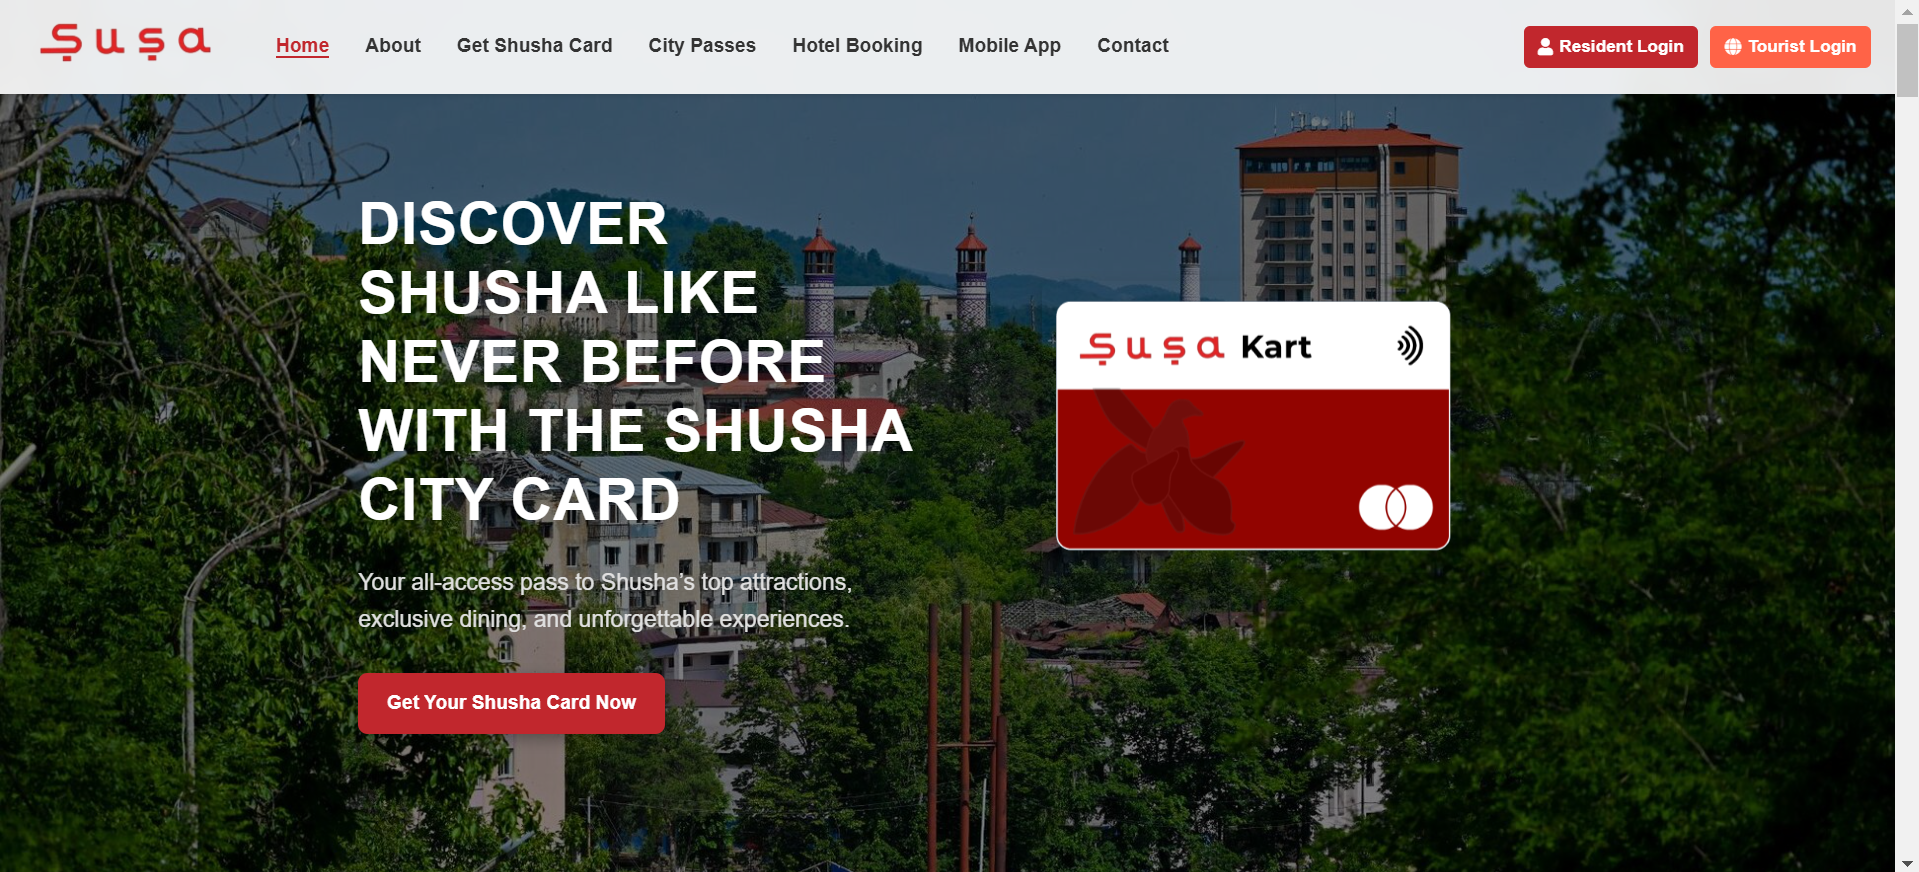 Şuşa
Home About Get Shusha Card City Passes Hotel Booking Mobile App Contact
Resident Login Tourist Login
DISCOVER
SHUSHA LIKE
NEVER BEFORE
WITH THE SHUSHA
CITY CARD
Your all-access pass to Shusha’s top attractions,
exclusive dining, and unforgettable experiences.
Get Your Shusha Card Now
Şuşa Kart